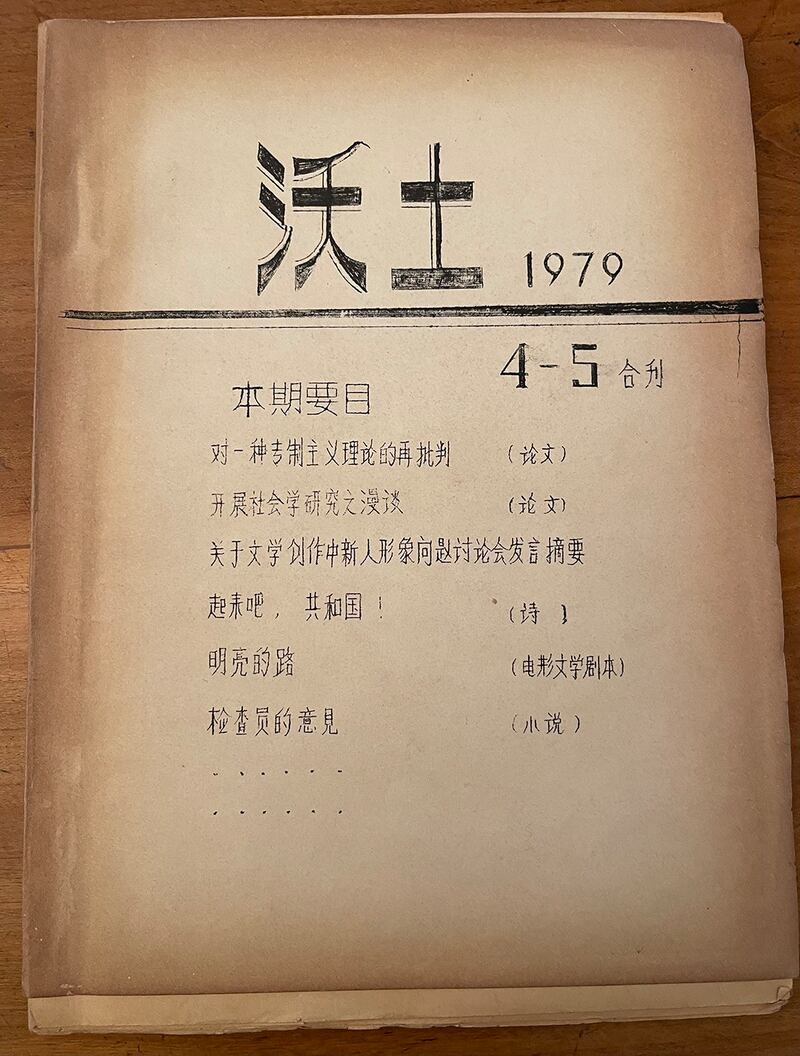 沃土 1979
4-5 合刊
本期要目
对一种专制主义理论的再批判 (论文)
开展社会学研究之漫谈 (论文)
关于文学创作中新人形象问题讨论会发言摘要
起来吧, 共和国! (诗)
明亮的路 (电影文学剧本)
检查员的意见 (小说)
......
......